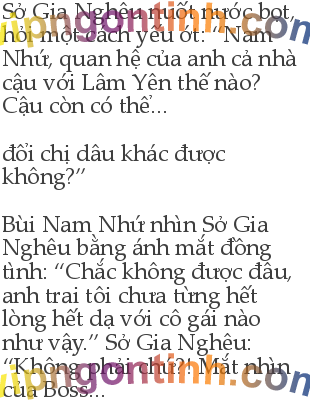 Sở Gia Nghêu nuốt nước bọt,
hỏi một cách yếu ớt: “Nam
Nhứ, quan hệ của anh cả nhà
cậu với Lâm Yên thế nào?
Cậu còn có thể...
đổi chị dâu khác được
không?”
Bùi Nam Nhứ nhìn Sở Gia
Nghêu bằng ánh mắt đồng
tình: “Chắc không được đâu,
anh trai tôi chưa từng hết
lòng hết dạ với cô gái nào
như vậy.” Sở Gia Nghêu:
“Không phải chứ?! Mắt nhìn
của Boss...
vipngontinh.com
vipngontinh.com